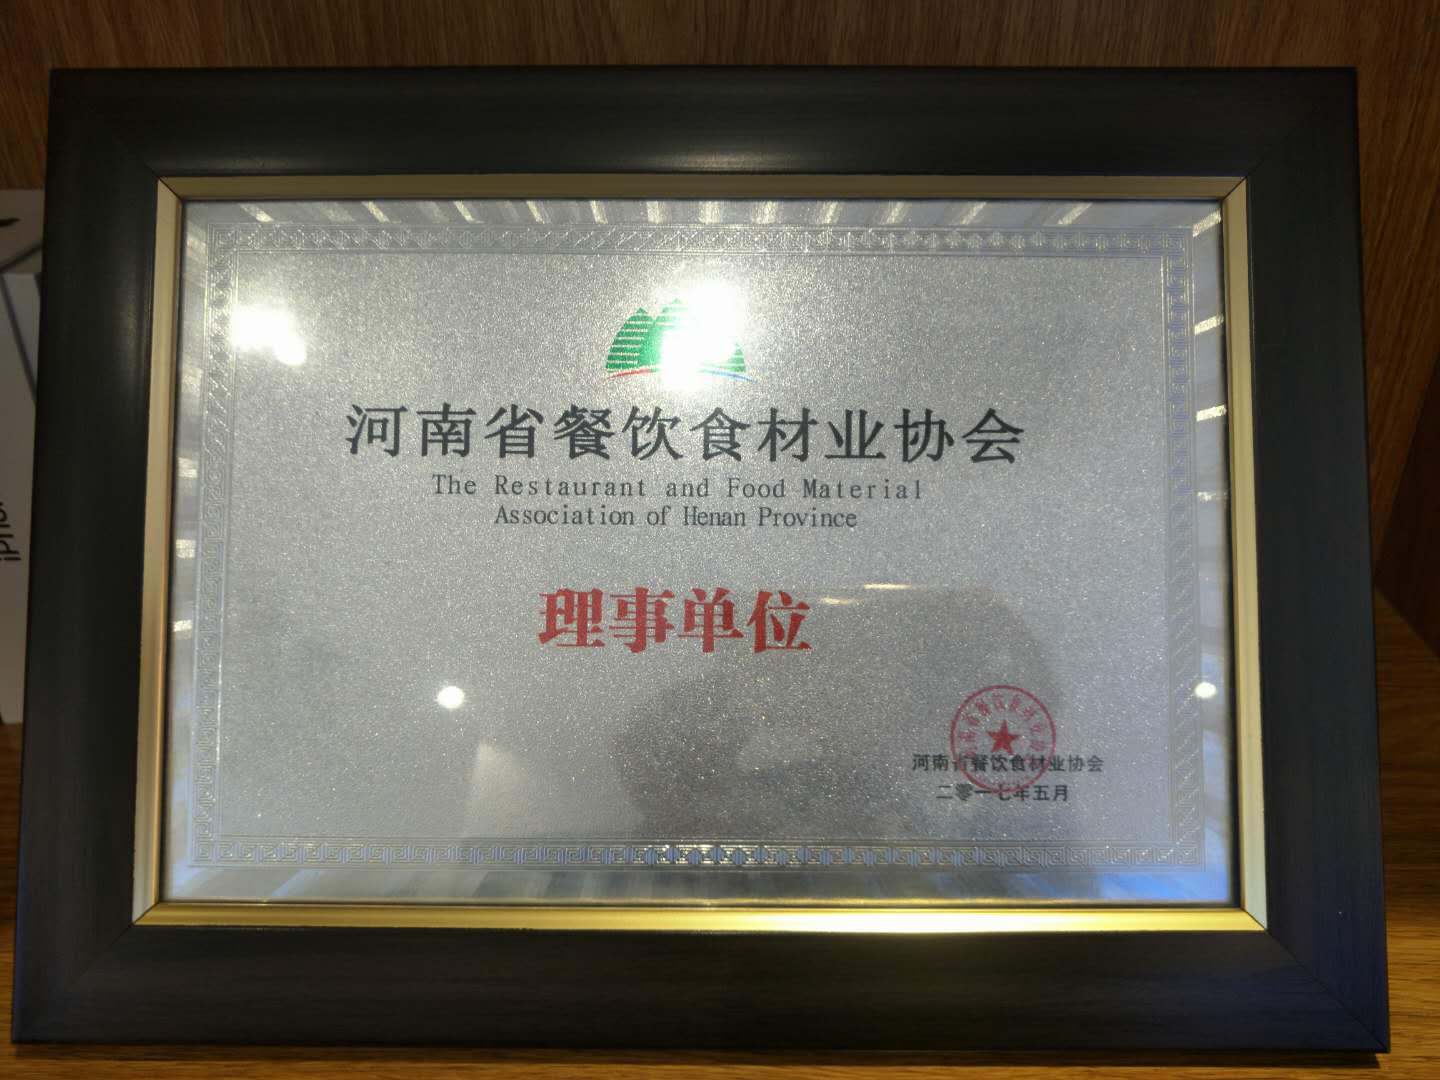 河南省餐饮食材业协会
The Restaurant and Food Material
Association of Henan Province
理事单位
河南省餐饮食材业协会
二零一七年五月